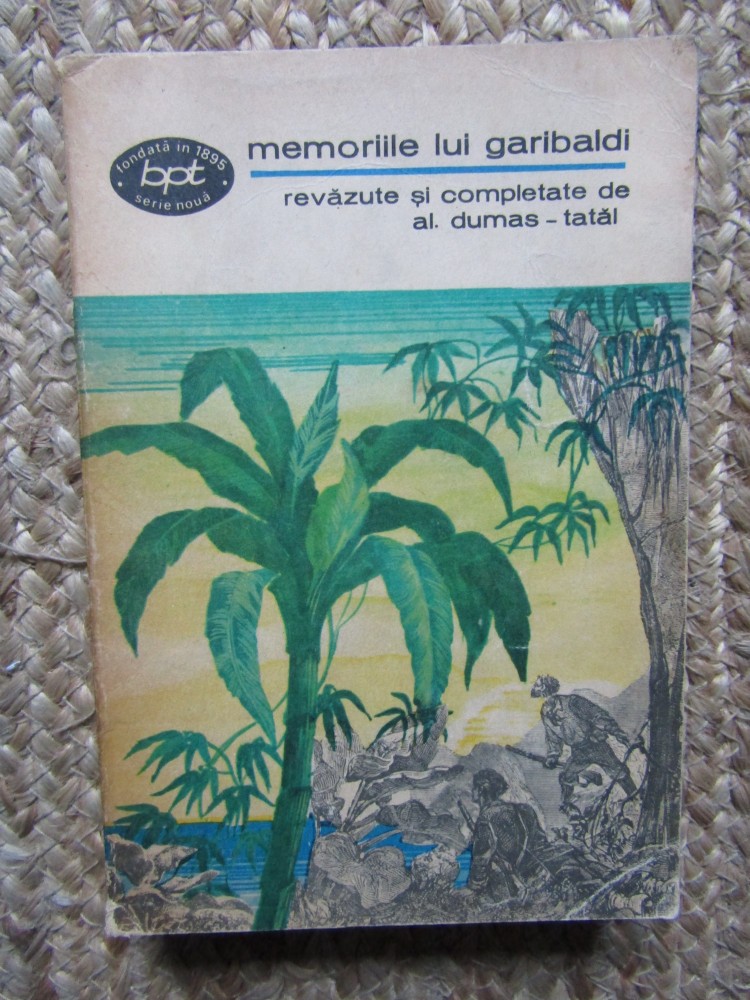 fondată în 1895
bpt
serie nouă
memoriile lui garibaldi
revăzute și completate de
al. dumas – tatăl